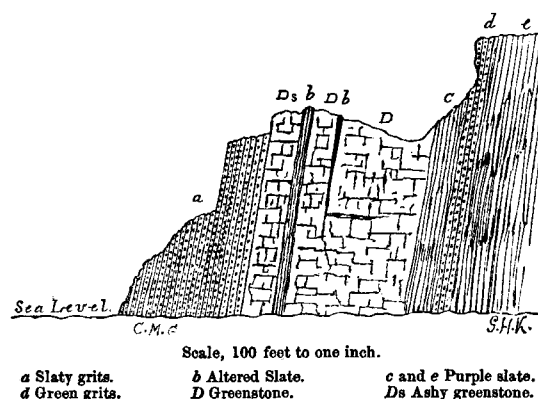 d e
Ds b D b D c
a
Sea Level.
C.M.G G.H.K.
Scale, 100 feet to one inch.
a Slaty grits. b Altered Slate. c and e Purple slate.
d Green grits. D Greenstone. Ds Ashy greenstone.